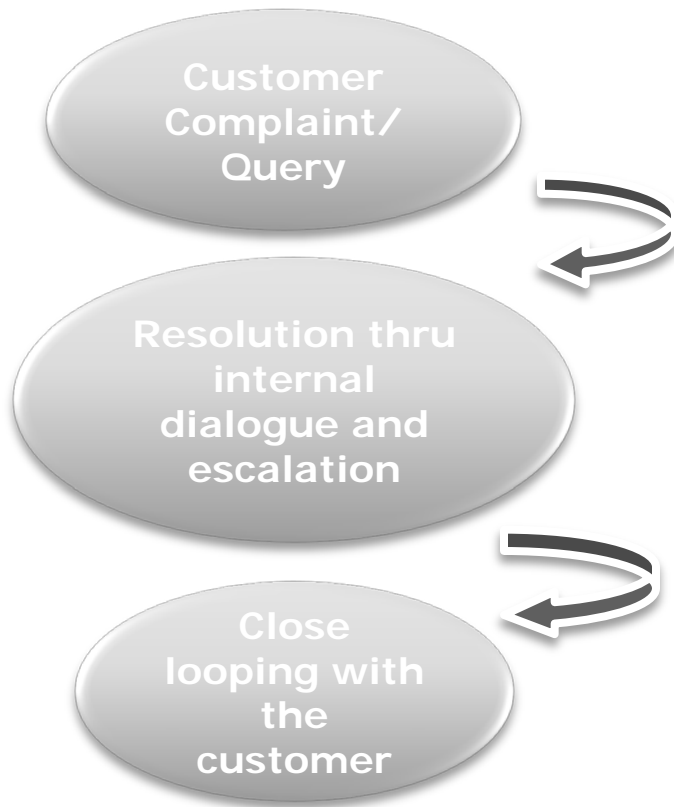 Customer
Complaint/
Query
Resolution thru
internal
dialogue and
escalation
Close
looping with
the
customer